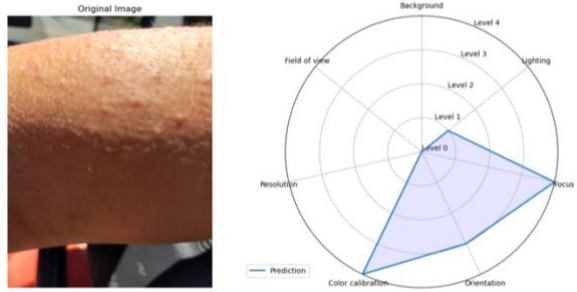 Original Image
Background
Level 4
Field of view
Lighting
Level 3
Level 2
Level 1
Level 0
Resolution
Focus
Prediction
Color calibration
Orientation